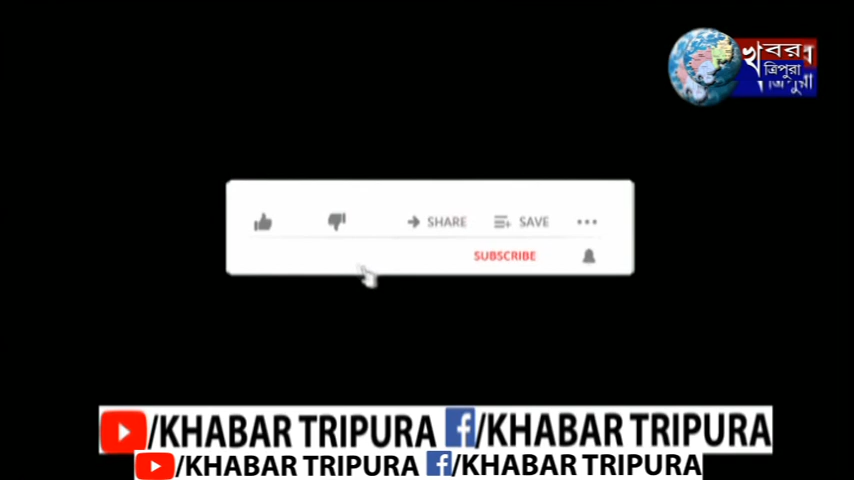 খবর
ত্রিপুরা
SHARE SAVE
SUBSCRIBE
/KHABAR TRIPURA /KHABAR TRIPURA
/KHABAR TRIPURA /KHABAR TRIPURA